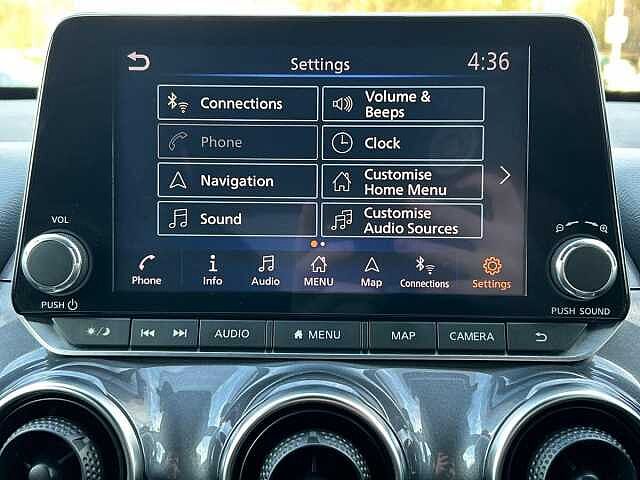 Settings
4:36
Connections
Volume &
Beeps
Phone
Clock
Navigation
Customise
Home Menu
Sound
Customise
Audio Sources
Phone
Info
Audio
MENU
Map
Connections
Settings
VOL
PUSH
PUSH SOUND
AUDIO
MENU
MAP
CAMERA